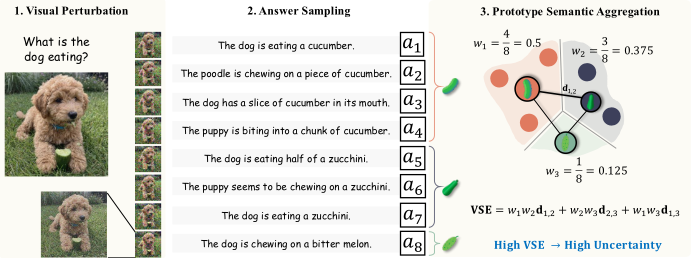 1. Visual Perturbation
What is the
dog eating?
2. Answer Sampling
The dog is eating a cucumber. a1
The poodle is chewing on a piece of cucumber. a2
The dog has a slice of cucumber in its mouth. a3
The puppy is biting into a chunk of cucumber. a4
The dog is eating half of a zucchini. a5
The puppy seems to be chewing on a zucchini. a6
The dog is eating a zucchini. a7
The dog is chewing on a bitter melon. a8
3. Prototype Semantic Aggregation
w₁ = 4/8 = 0.5
w₂ = 3/8 = 0.375
d₁,₂
w₃ = 1/8 = 0.125
VSE = w₁w₂d₁,₂ + w₂w₃d₂,₃ + w₁w₃d₁,₃
High VSE → High Uncertainty